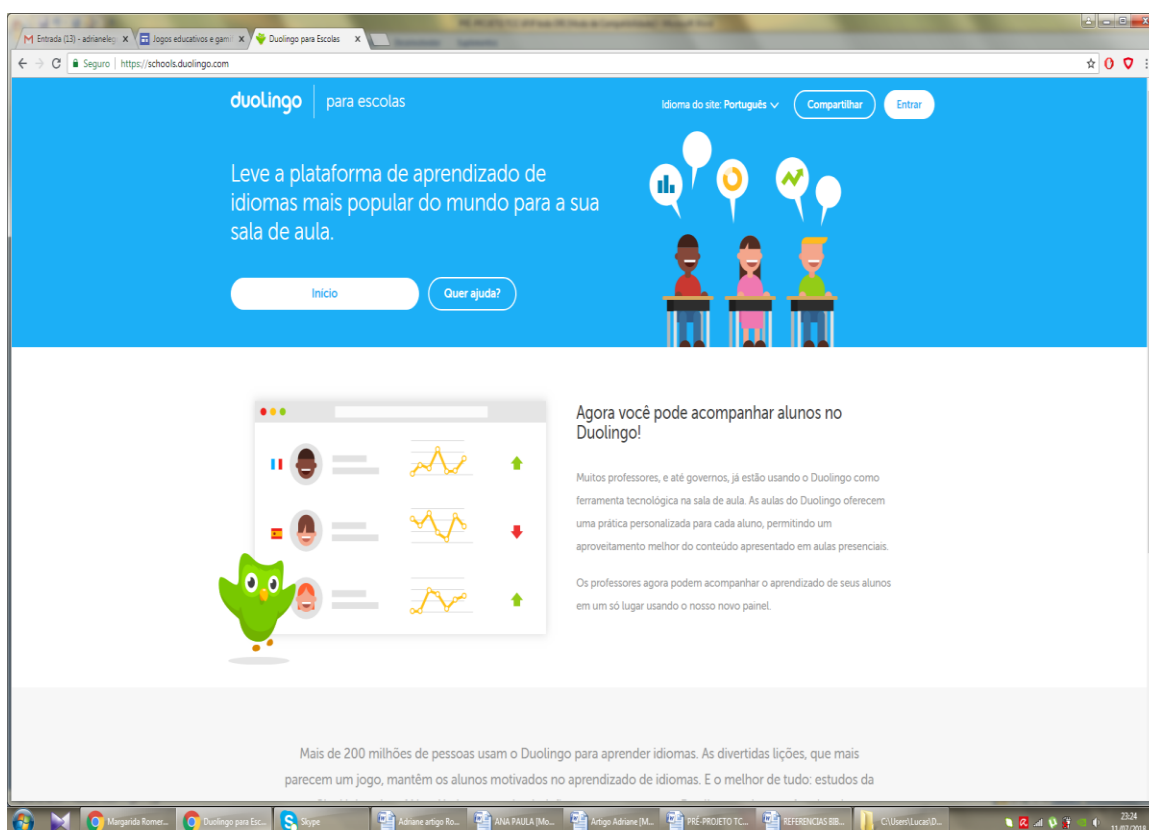 PRÉ-PROJETO TCC
Entrada (13) - adrianeleg
Jogos educativos e gami
Duolingo para Escolas
Seguro
https://schools.duolingo.com
duolingo
para escolas
Idioma do site: Português
Compartilhar
Entrar
Leve a plataforma de aprendizado de
idiomas mais popular do mundo para a sua
sala de aula.
Início
Quer ajuda?
Agora você pode acompanhar alunos no
Duolingo!
Muitos professores, e até governos, já estão usando o Duolingo como
ferramenta tecnológica na sala de aula. As aulas do Duolingo oferecem
uma prática personalizada para cada aluno, permitindo um
aproveitamento melhor do conteúdo apresentado em aulas presenciais.
Os professores agora podem acompanhar o aprendizado de seus alunos
em um só lugar usando o nosso novo painel.
Mais de 200 milhões de pessoas usam o Duolingo para aprender idiomas. As divertidas lições, que mais
parecem um jogo, mantêm os alunos motivados no aprendizado de idiomas. E o melhor de tudo: estudos da
Margarida Romer...
Duolingo para Esc...
Skype
Adriane artigo Ro...
ANA PAULA [Mo...
Artigo Adriane [M...
PRÉ-PROJETO TC...
REFERENCIAS BIB...
C:\Users\Lucas\D...
23:24
11/07/2018